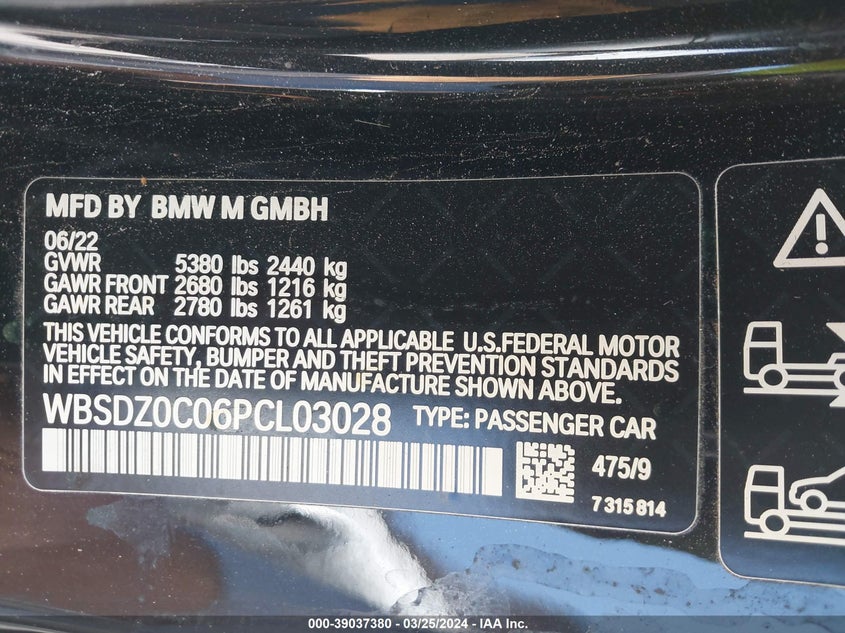 MFD BY BMW M GMBH
06/22
GVWR 5380 lbs 2440 kg
GAWR FRONT 2680 lbs 1216 kg
GAWR REAR 2780 lbs 1261 kg
THIS VEHICLE CONFORMS TO ALL APPLICABLE U.S.FEDERAL MOTOR
VEHICLE SAFETY, BUMPER AND THEFT PREVENTION STANDARDS
IN EFFECT ON THE DATE OF MANUFACTURE SHOWN ABOVE.
WBSDZ0C06PCL03028 TYPE: PASSENGER CAR
475/9
7 315 814
000-39037380 - 03/25/2024 - IAA Inc.